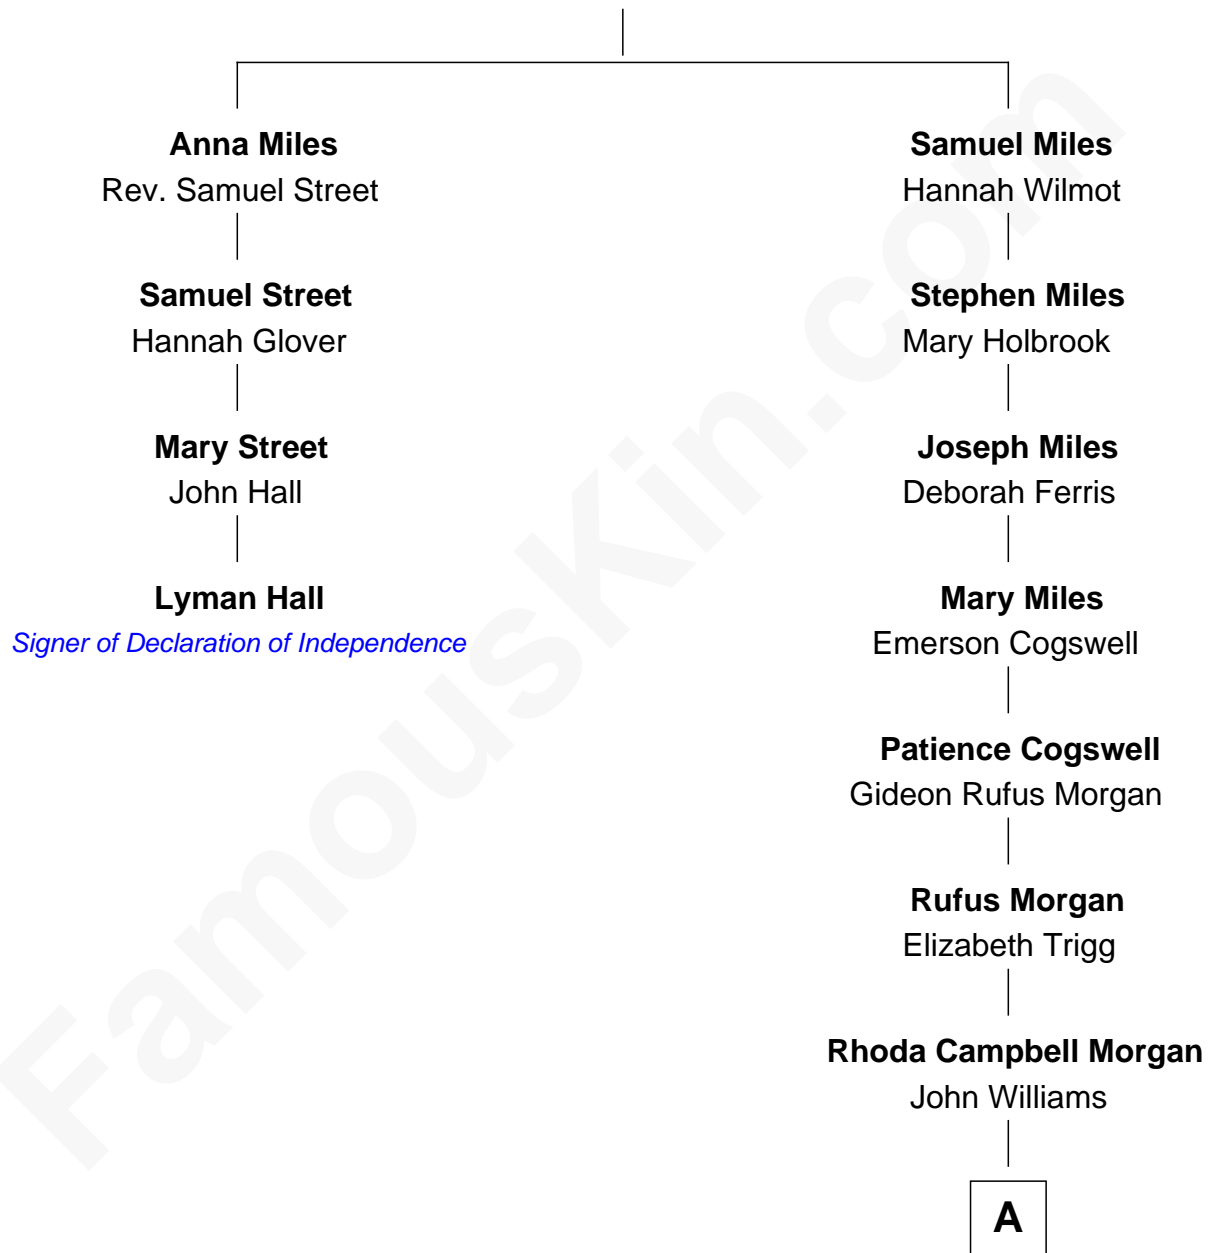 Anna Miles
Rev. Samuel Street
Samuel Street
Hannah Glover
Mary Street
John Hall
Lyman Hall
Signer of Declaration of Independence
Samuel Miles
Hannah Wilmot
Stephen Miles
Mary Holbrook
Joseph Miles
Deborah Ferris
Mary Miles
Emerson Cogswell
Patience Cogswell
Gideon Rufus Morgan
Rufus Morgan
Elizabeth Trigg
Rhoda Campbell Morgan
John Williams
A
FamousKin.com